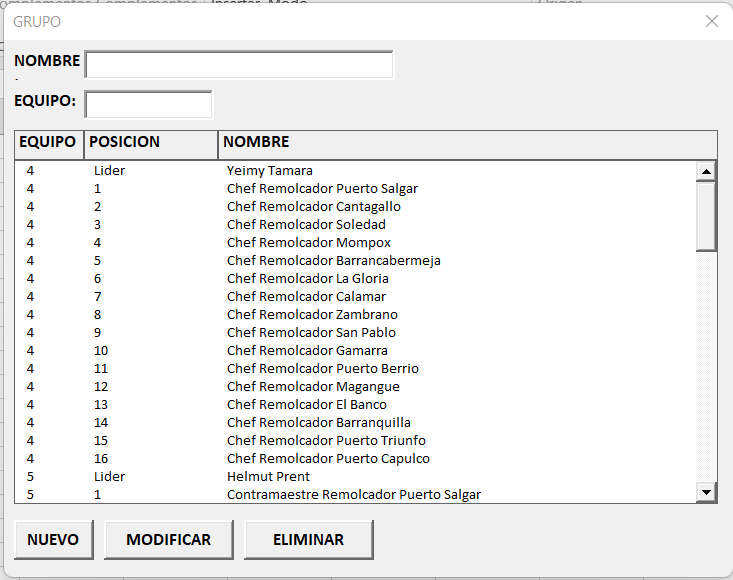 Complementos Complementos Insertar Modo Origen
GRUPO
NOMBRE
:
EQUIPO:
EQUIPO POSICION NOMBRE
4 Lider Yeimy Tamara
4 1 Chef Remolcador Puerto Salgar
4 2 Chef Remolcador Cantagallo
4 3 Chef Remolcador Soledad
4 4 Chef Remolcador Mompox
4 5 Chef Remolcador Barrancabermeja
4 6 Chef Remolcador La Gloria
4 7 Chef Remolcador Calamar
4 8 Chef Remolcador Zambrano
4 9 Chef Remolcador San Pablo
4 10 Chef Remolcador Gamarra
4 11 Chef Remolcador Puerto Berrio
4 12 Chef Remolcador Magangue
4 13 Chef Remolcador El Banco
4 14 Chef Remolcador Barranquilla
4 15 Chef Remolcador Puerto Triunfo
4 16 Chef Remolcador Puerto Capulco
5 Lider Helmut Prent
5 1 Contramaestre Remolcador Puerto Salgar
NUEVO MODIFICAR ELIMINAR